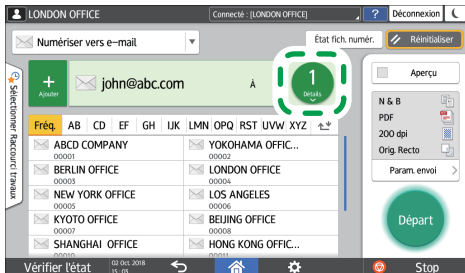 LONDON OFFICE Connecté : [LONDON OFFICE] ? Déconnexion
Numériser vers e-mail État fich. numér. Réinitialiser
Sélectionner Raccourci travaux
+ Ajouter john@abc.com À 1 Détails
Aperçu
Fréq. AB CD EF GH IJK LMN OPQ RST UVW XYZ
N & B
PDF
200 dpi
Orig. Recto
Param. envoi
ABCD COMPANY YOKOHAMA OFFIC...
00001 00002
BERLIN OFFICE LONDON OFFICE
00003 00004
NEW YORK OFFICE LOS ANGELES
00005 00006
KYOTO OFFICE BEIJING OFFICE
00007 00008
SHANGHAI OFFICE HONG KONG OFFIC...
Départ
Vérifier l'état 02 Oct 2018 Stop